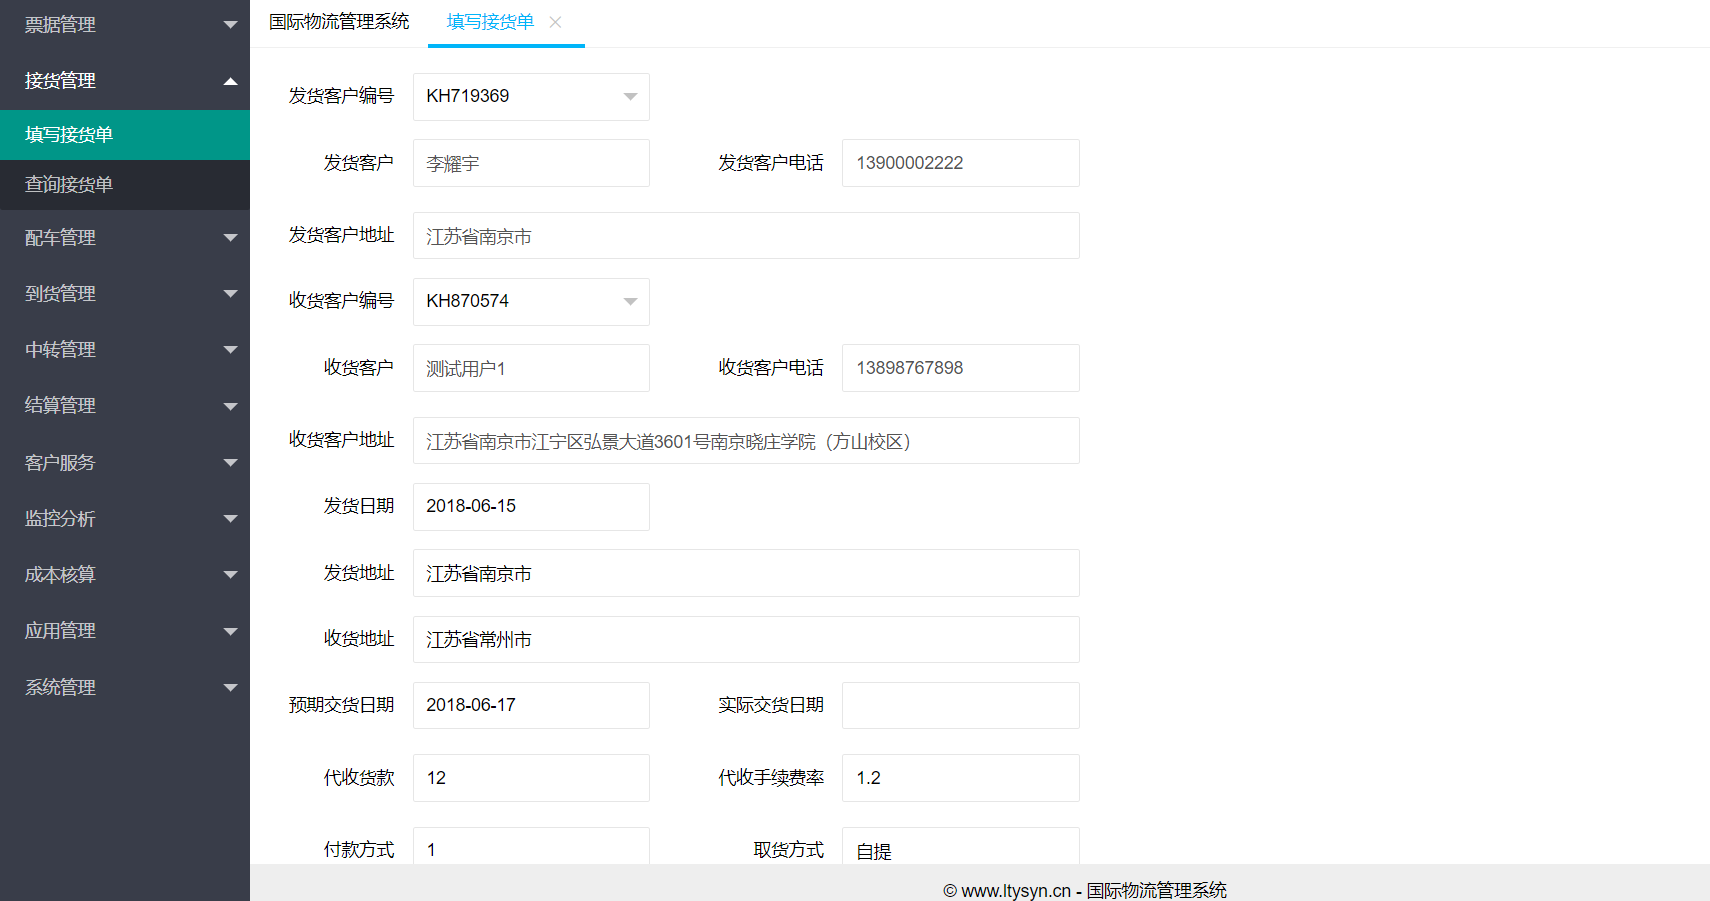 票据管理
接货管理
填写接货单
查询接货单
配车管理
到货管理
中转管理
结算管理
客户服务
监控分析
成本核算
应用管理
系统管理
国际物流管理系统 填写接货单
发货客户编号 KH719369
发货客户 李耀宇 发货客户电话 13900002222
发货客户地址 江苏省南京市
收货客户编号 KH870574
收货客户 测试用户1 收货客户电话 13898767898
收货客户地址 江苏省南京市江宁区弘景大道3601号南京晓庄学院（方山校区）
发货日期 2018-06-15
发货地址 江苏省南京市
收货地址 江苏省常州市
预期交货日期 2018-06-17 实际交货日期
代收货款 12 代收手续费率 1.2
付款方式 1 取货方式 自提
© www.ltysyn.cn - 国际物流管理系统